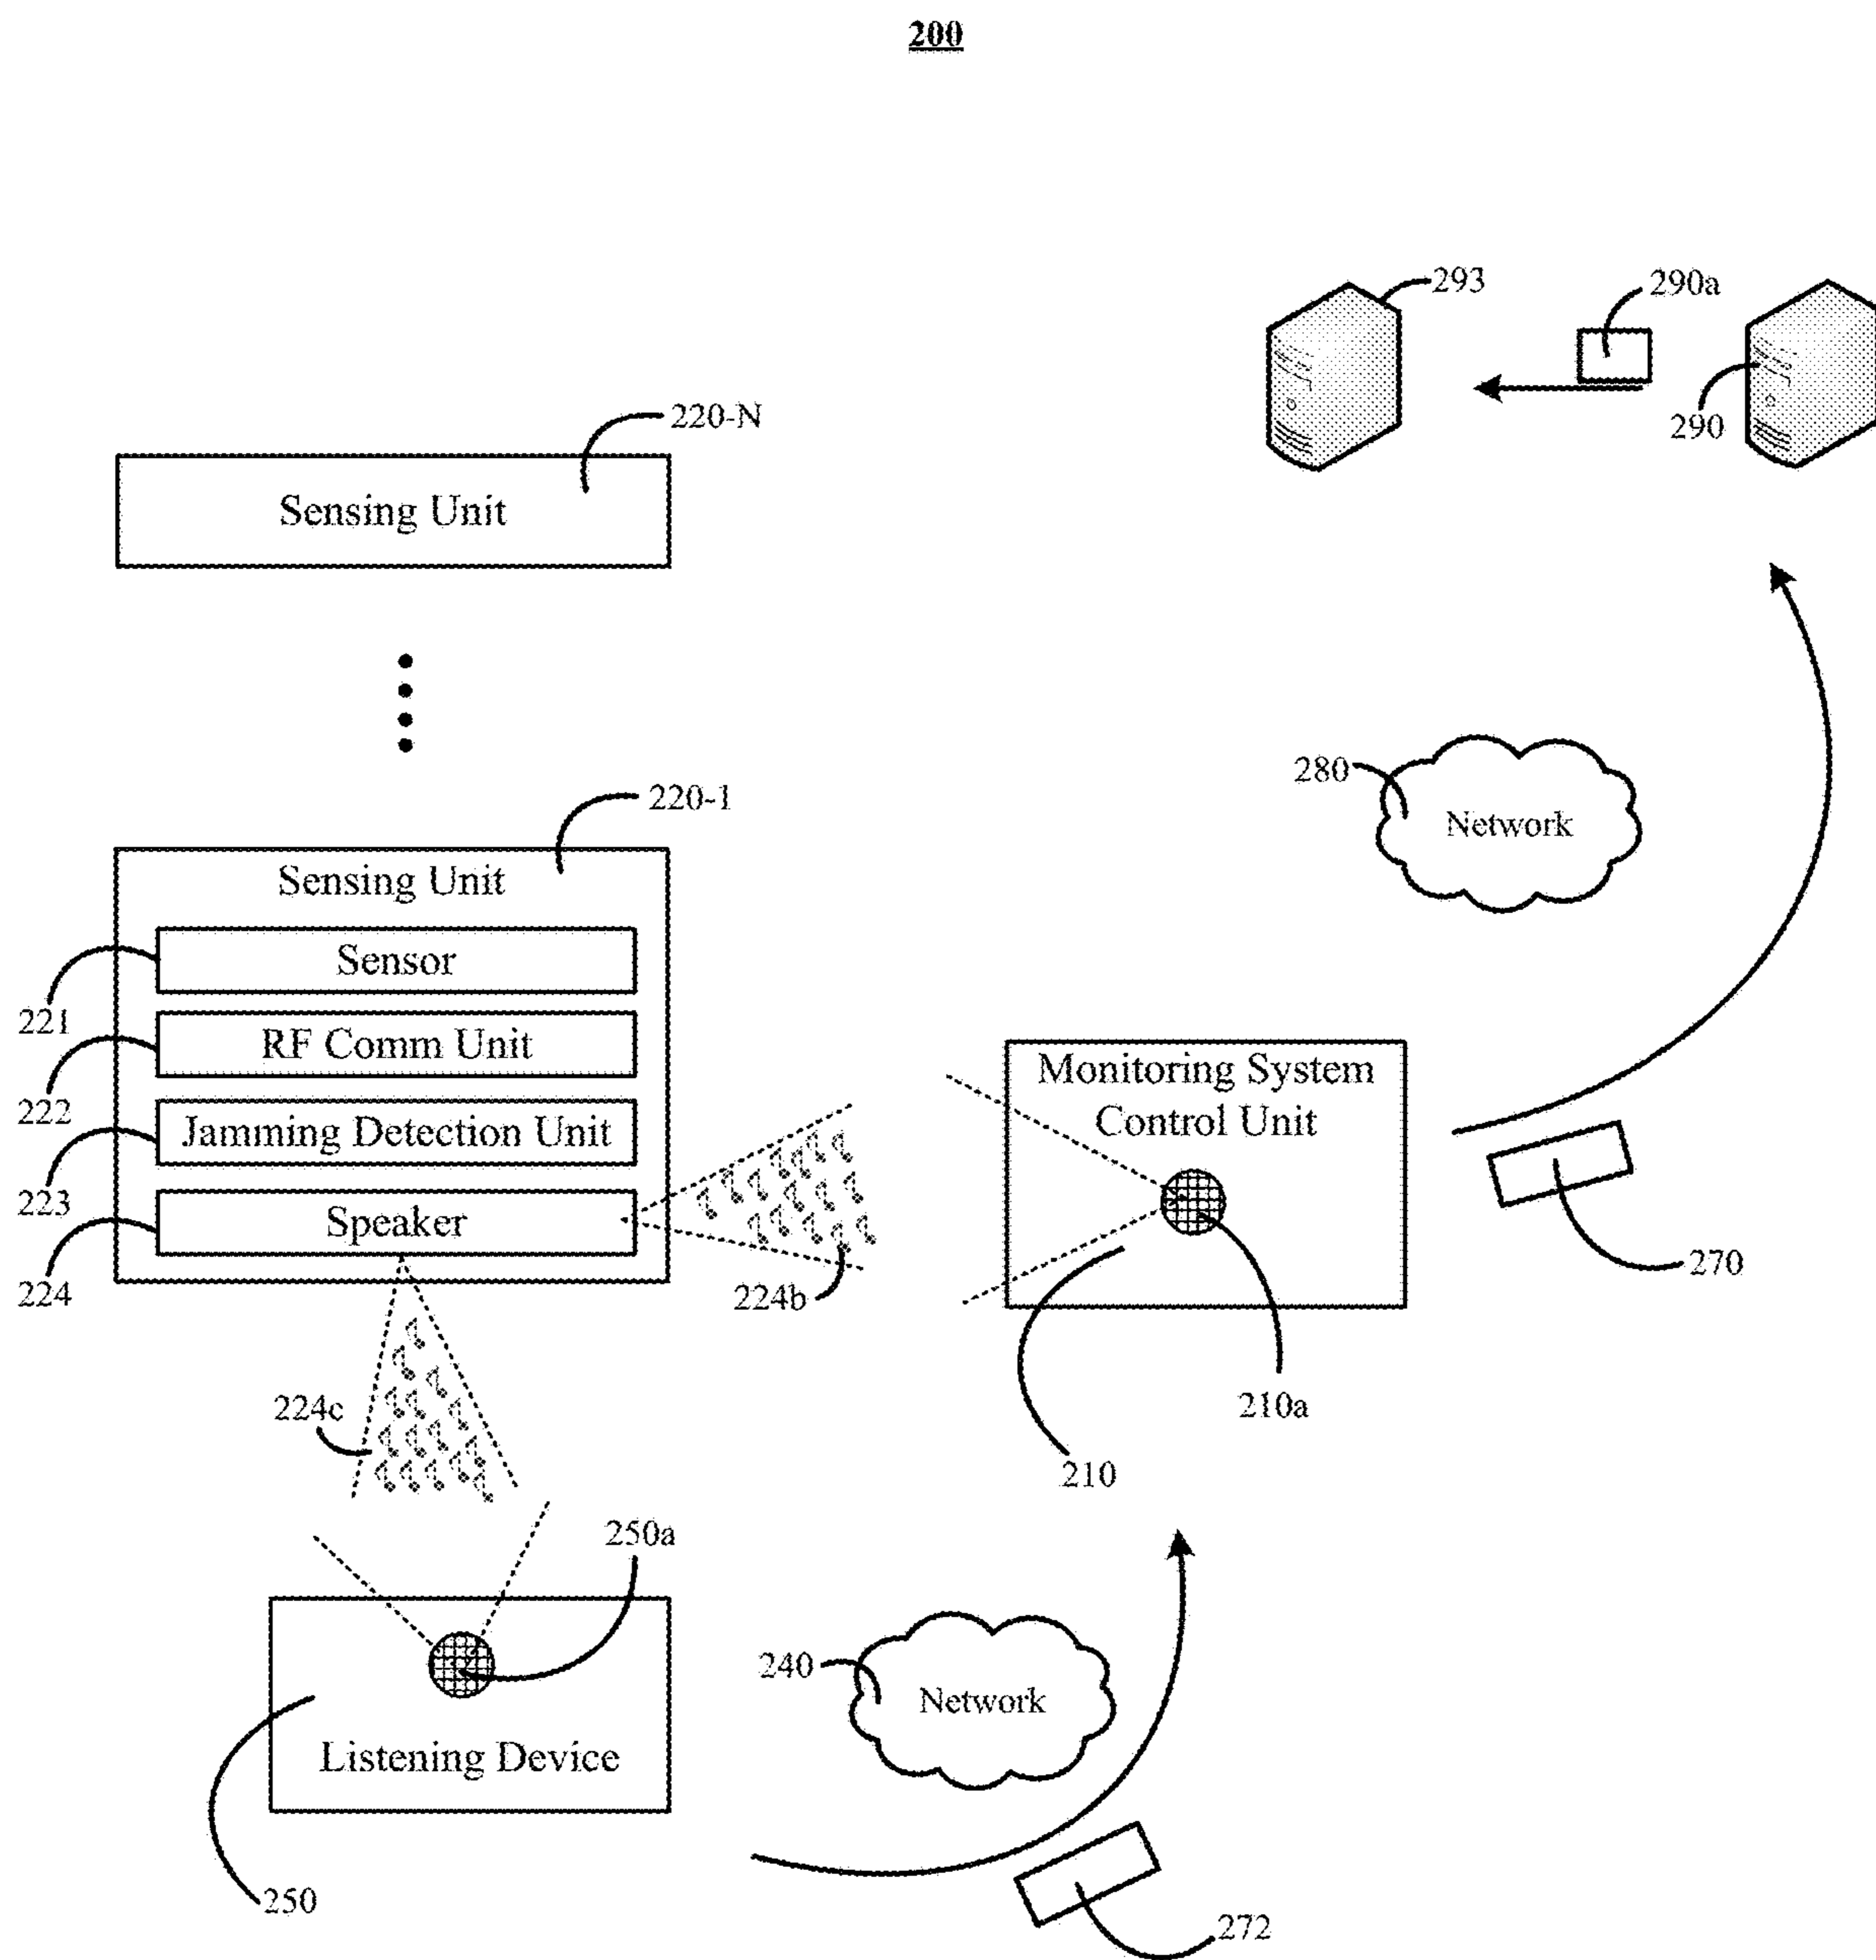 200
293
290a
290
220-N
Sensing Unit
280
Network
220-1
Sensing Unit
Sensor
221
RF Comm Unit
222
Jamming Detection Unit
223
Speaker
224
224b
224c
Monitoring System
Control Unit
270
210a
210
250a
240
Network
Listening Device
250
272